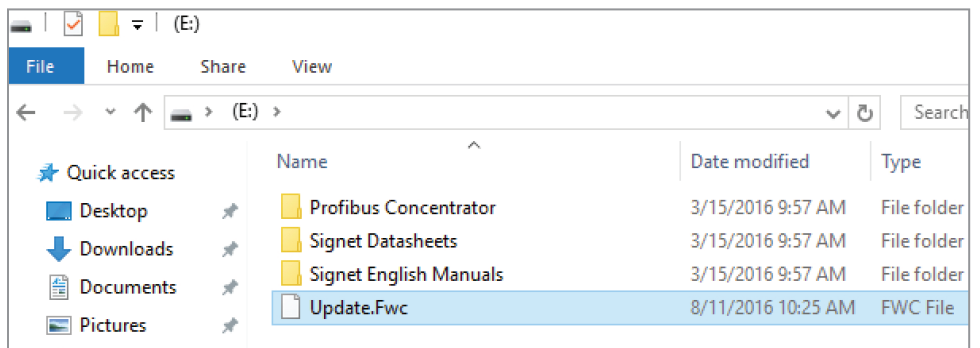 (E:)
File Home Share View
(E:) Search
Quick access
Desktop
Downloads
Documents
Pictures
Name Date modified Type
Profibus Concentrator 3/15/2016 9:57 AM File folder
Signet Datasheets 3/15/2016 9:57 AM File folder
Signet English Manuals 3/15/2016 9:57 AM File folder
Update.Fwc 8/11/2016 10:25 AM FWC File